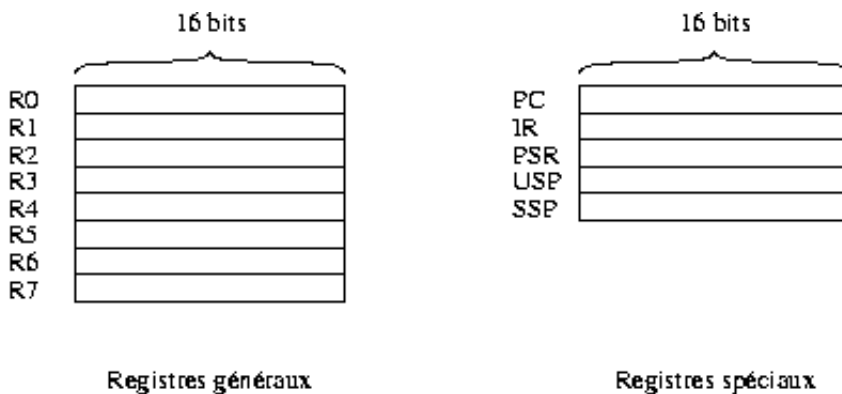 16 bits
R0
R1
R2
R3
R4
R5
R6
R7
Registres généraux
16 bits
PC
IR
PSR
USP
SSP
Registres spéciaux